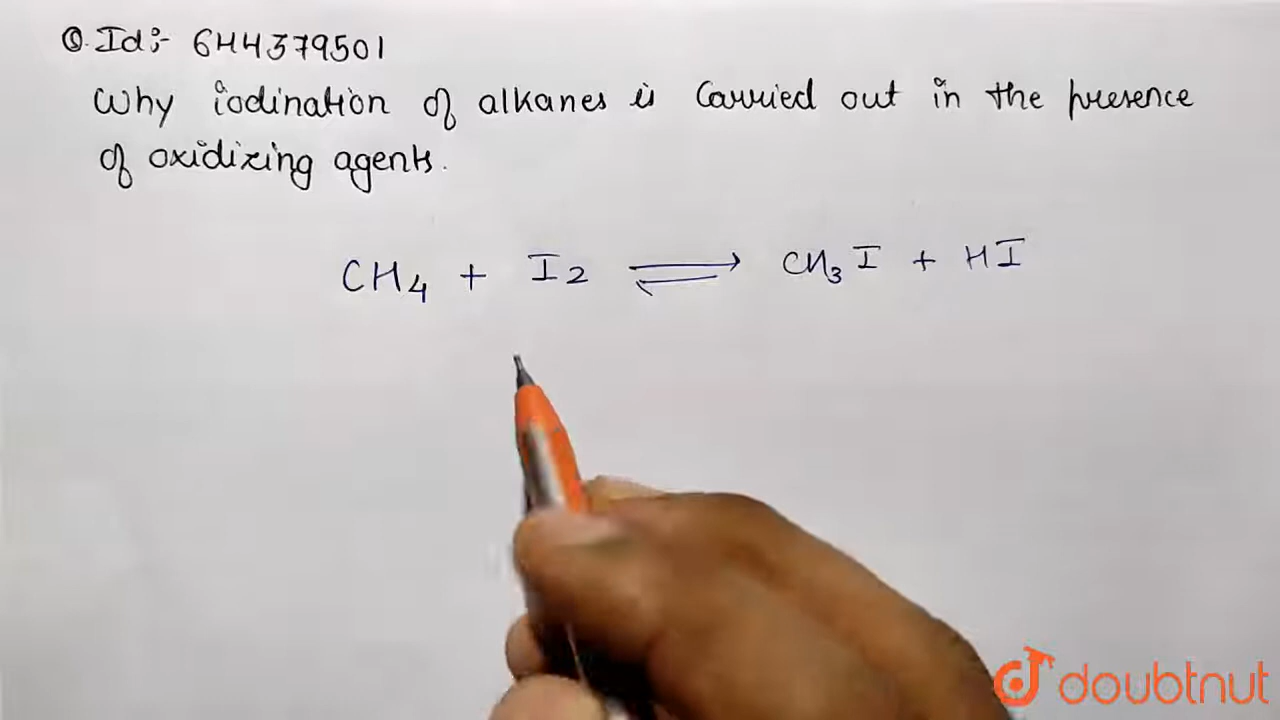 Q. Id:- 644379501
Why iodination of alkanes is Carried out in the presence
of oxidizing agents.
CH4 + I2 ⇌ CH3I + HI
doubtnut